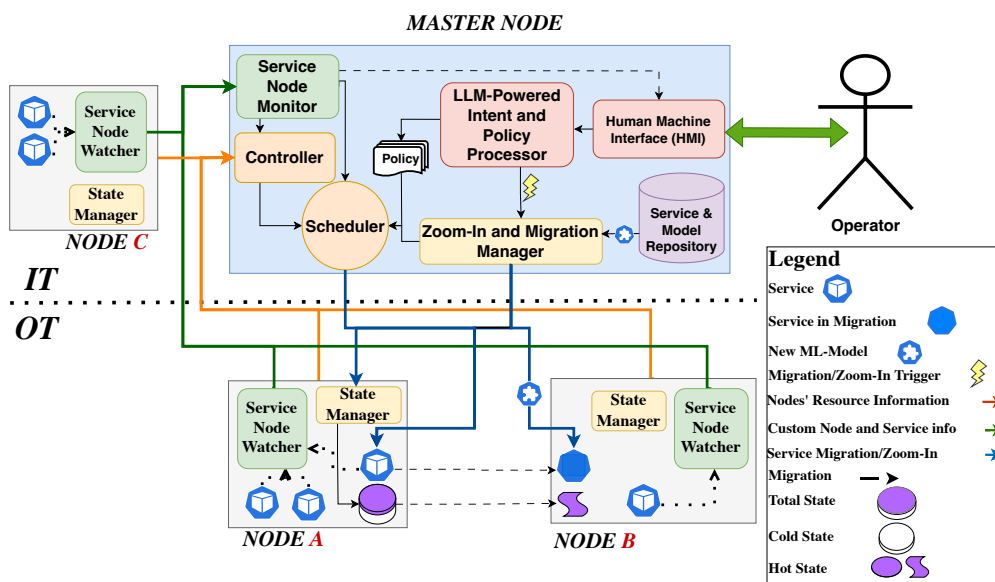 MASTER NODE
Service
Node
Monitor
LLM-Powered
Intent and
Policy
Processor
Human Machine
Interface (HMI)
Policy
Controller
Scheduler
Zoom-In and Migration
Manager
Service &
Model
Repository
Operator
Service
Node
Watcher
State
Manager
NODE C
IT
OT
Service
Node
Watcher
State
Manager
NODE A
State
Manager
Service
Node
Watcher
NODE B
Legend
Service
Service in Migration
New ML-Model
Migration/Zoom-In Trigger
Nodes' Resource Information
Custom Node and Service info
Service Migration/Zoom-In
Migration
Total State
Cold State
Hot State